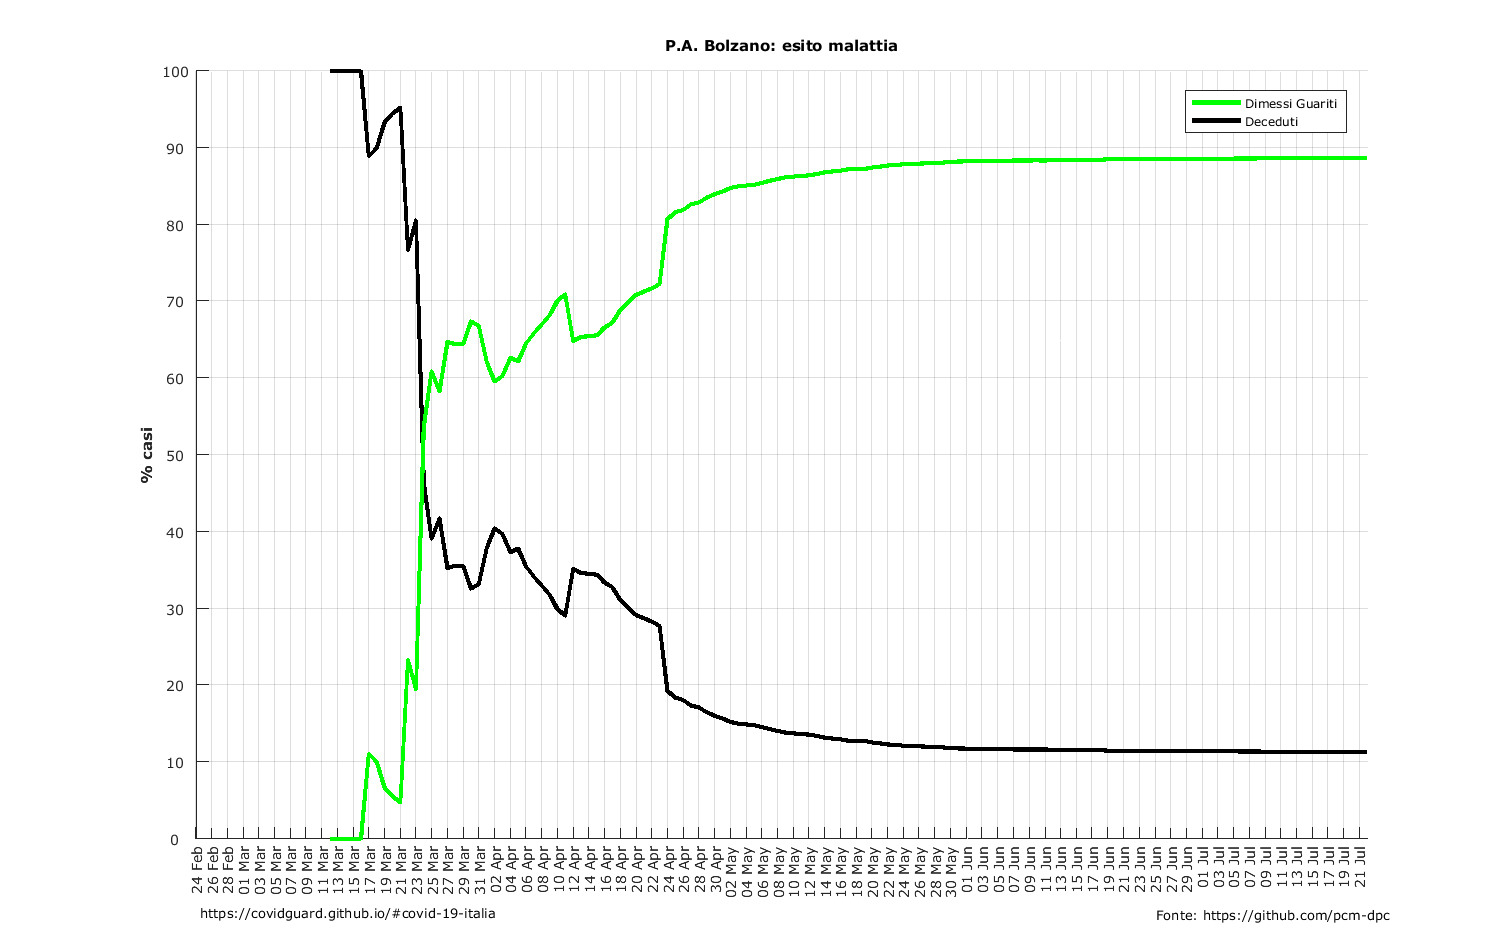 P.A. Bolzano: esito malattia
100
90
80
70
60
50
40
30
20
10
0
% casi
Dimessi Guariti
Deceduti
24 Feb
26 Feb
28 Feb
01 Mar
03 Mar
05 Mar
07 Mar
09 Mar
11 Mar
13 Mar
15 Mar
17 Mar
19 Mar
21 Mar
23 Mar
25 Mar
27 Mar
29 Mar
31 Mar
02 Apr
04 Apr
06 Apr
08 Apr
10 Apr
12 Apr
14 Apr
16 Apr
18 Apr
20 Apr
22 Apr
24 Apr
26 Apr
28 Apr
30 Apr
02 May
04 May
06 May
08 May
10 May
12 May
14 May
16 May
18 May
20 May
22 May
24 May
26 May
28 May
30 May
01 Jun
03 Jun
05 Jun
07 Jun
09 Jun
11 Jun
13 Jun
15 Jun
17 Jun
19 Jun
21 Jun
23 Jun
25 Jun
27 Jun
29 Jun
01 Jul
03 Jul
05 Jul
07 Jul
09 Jul
11 Jul
13 Jul
15 Jul
17 Jul
19 Jul
21 Jul
https://covidguard.github.io/#covid-19-italia
Fonte: https://github.com/pcm-dpc